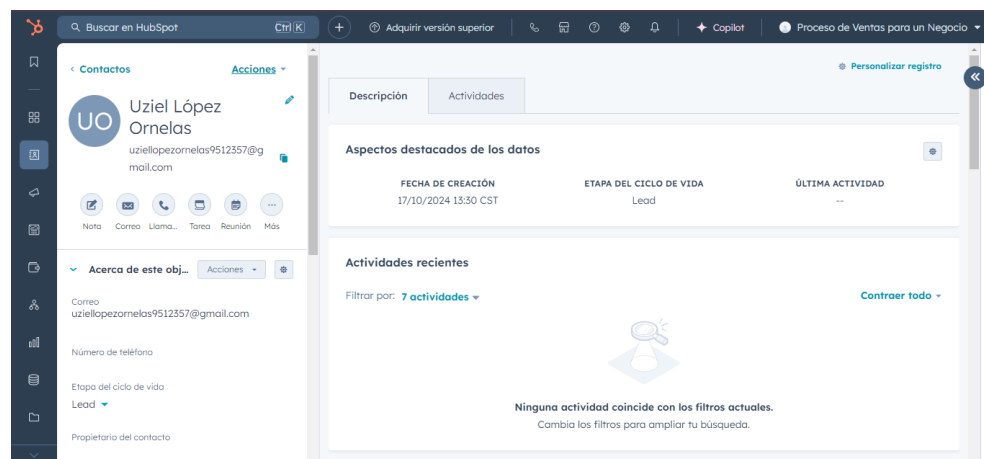 Buscar en HubSpot
Ctrl K
Adquirir versión superior
Copilot
Proceso de Ventas para un Negocio
Contactos
Acciones
UO
Uziel López
Ornelas
uziellopezornelas9512357@g
mail.com
Nota
Correo
Llama...
Tarea
Reunión
Más
Acerca de este obj...
Acciones
Correo
uziellopezornelas9512357@gmail.com
Número de teléfono
Etapa del ciclo de vida
Lead
Propietario del contacto
Personalizar registro
Descripción
Actividades
Aspectos destacados de los datos
FECHA DE CREACIÓN
17/10/2024 13:30 CST
ETAPA DEL CICLO DE VIDA
Lead
ÚLTIMA ACTIVIDAD
--
Actividades recientes
Filtrar por: 7 actividades
Contraer todo
Ninguna actividad coincide con los filtros actuales.
Cambia los filtros para ampliar tu búsqueda.